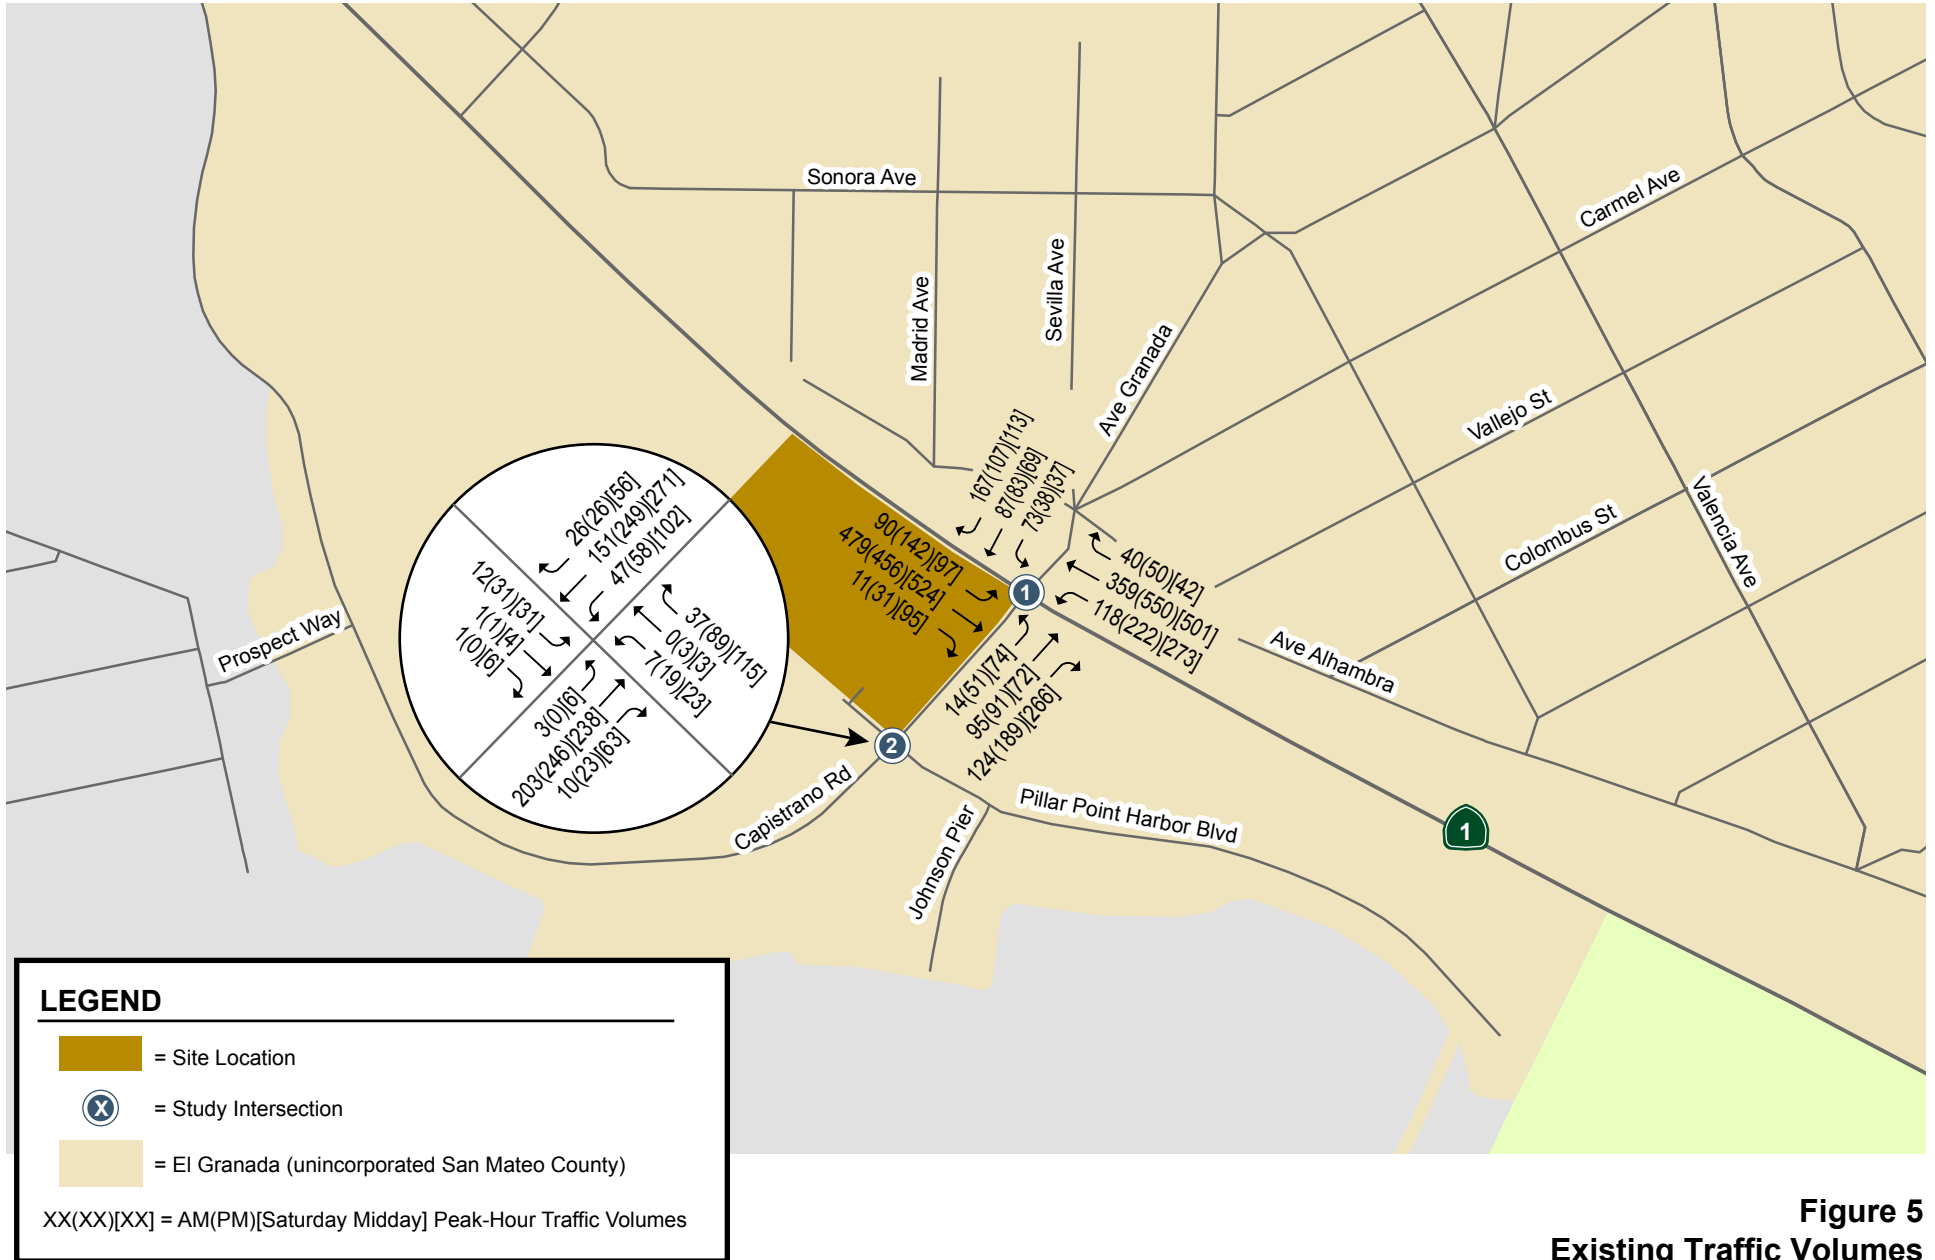 Sonora Ave
Carmel Ave
Madrid Ave
Sevilla Ave
Ave Granada
Vallejo St
Colombus St
Valencia Ave
Ave Alhambra
Prospect Way
167(107)[113]
87(83)[69]
73(38)[37]
90(142)[97]
479(456)[524]
11(31)[95]
40(50)[42]
359(550)[501]
118(222)[273]
14(51)[74]
95(91)[72]
124(189)[266]
1
26(26)[56]
151(249)[271]
47(58)[102]
12(31)[31]
1(1)[4]
1(0)[6]
37(89)[115]
0(3)[3]
7(19)[23]
3(0)[6]
203(246)[238]
10(23)[63]
2
Capistrano Rd
Johnson Pier
Pillar Point Harbor Blvd
1
LEGEND
= Site Location
X = Study Intersection
= El Granada (unincorporated San Mateo County)
XX(XX)[XX] = AM(PM)[Saturday Midday] Peak-Hour Traffic Volumes
Figure 5
Existing Traffic Volumes